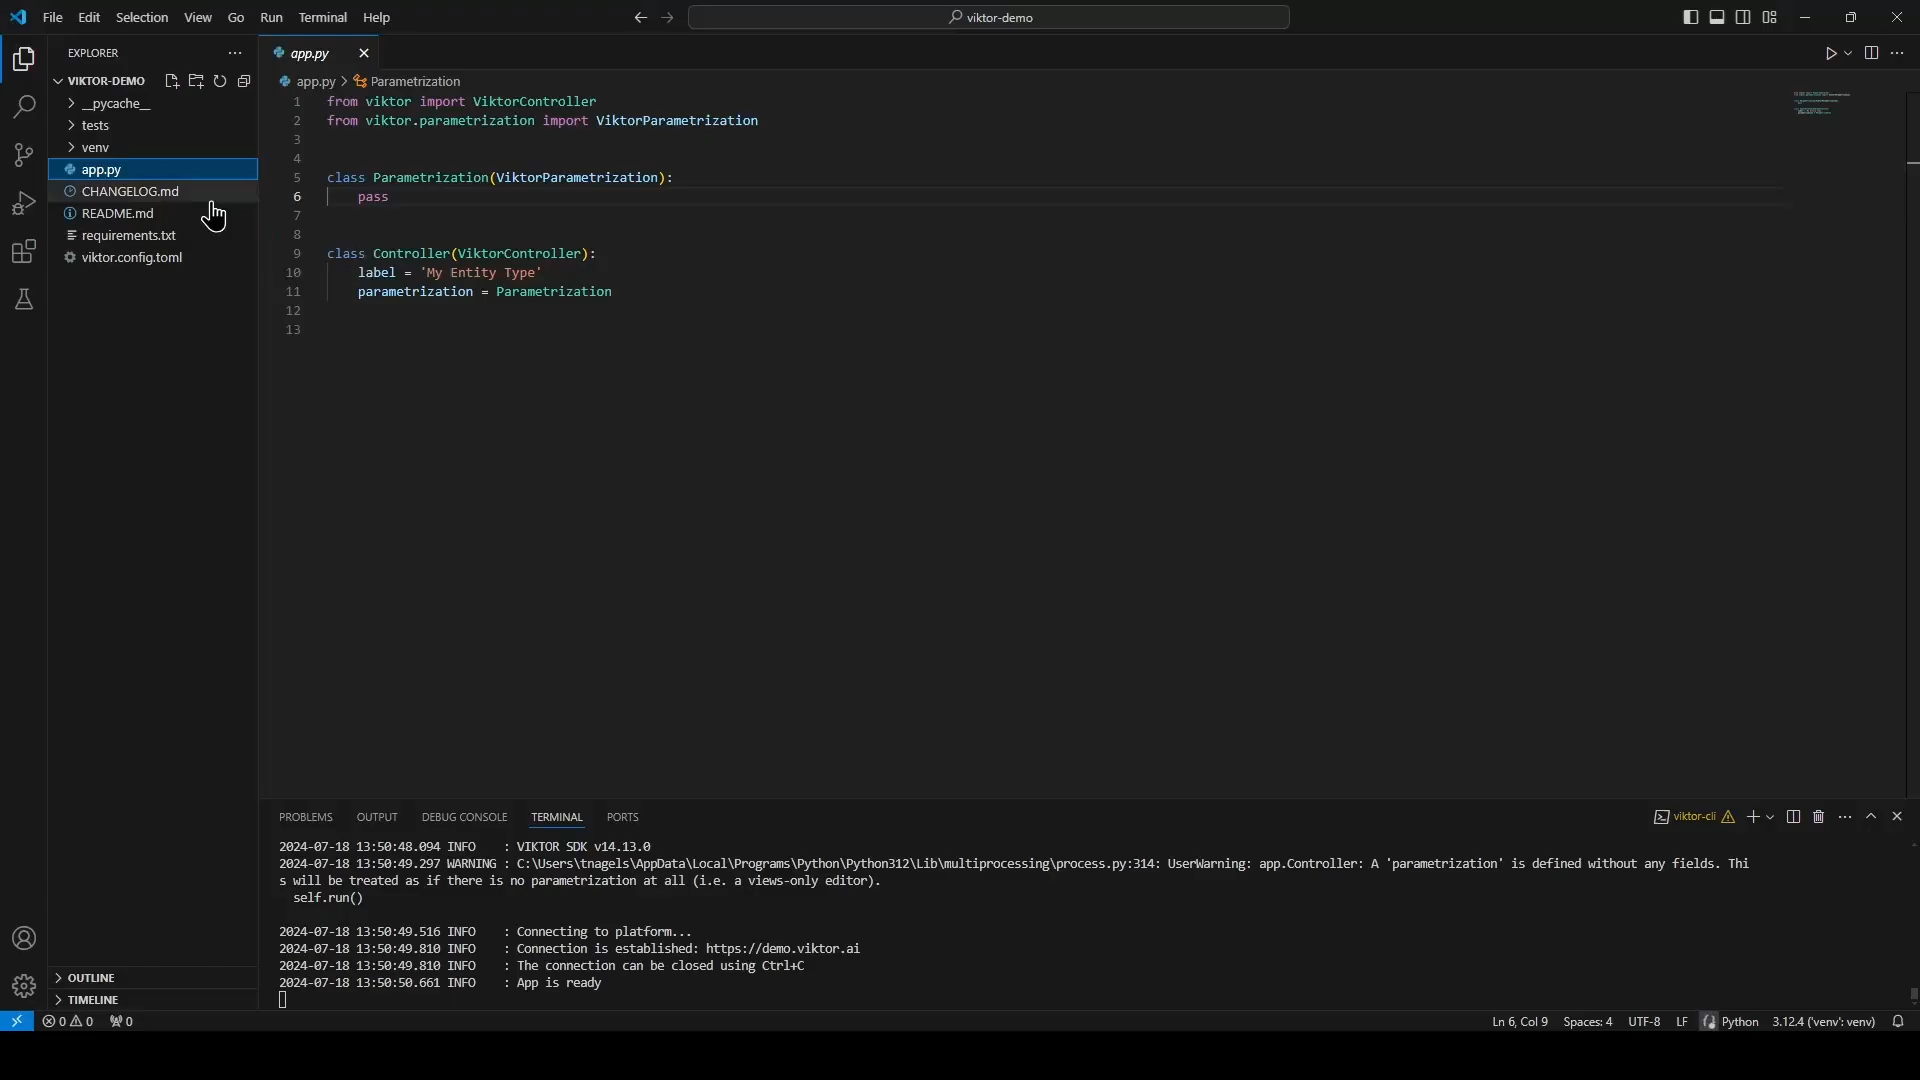 File Edit Selection View Go Run Terminal Help
viktor-demo
EXPLORER
VIKTOR-DEMO
__pycache__
tests
venv
app.py
CHANGELOG.md
README.md
requirements.txt
viktor.config.toml
OUTLINE
TIMELINE
app.py
app.py > Parametrization
1 from viktor import ViktorController
2 from viktor.parametrization import ViktorParametrization
3
4
5 class Parametrization(ViktorParametrization):
6 pass
7
8
9 class Controller(ViktorController):
10 label = 'My Entity Type'
11 parametrization = Parametrization
12
13
PROBLEMS OUTPUT DEBUG CONSOLE TERMINAL PORTS
viktor-cli
2024-07-18 13:50:48.094 INFO : VIKTOR SDK v14.13.0
2024-07-18 13:50:49.297 WARNING : C:\Users\tnagels\AppData\Local\Programs\Python\Python312\Lib\multiprocessing\process.py:314: UserWarning: app.Controller: A 'parametrization' is defined without any fields. Thi
s will be treated as if there is no parametrization at all (i.e. a views-only editor).
self.run()
2024-07-18 13:50:49.516 INFO : Connecting to platform...
2024-07-18 13:50:49.810 INFO : Connection is established: https://demo.viktor.ai
2024-07-18 13:50:49.810 INFO : The connection can be closed using Ctrl+C
2024-07-18 13:50:50.661 INFO : App is ready
0 0 0
Ln 6, Col 9 Spaces: 4 UTF-8 LF Python 3.12.4 ('venv': venv)